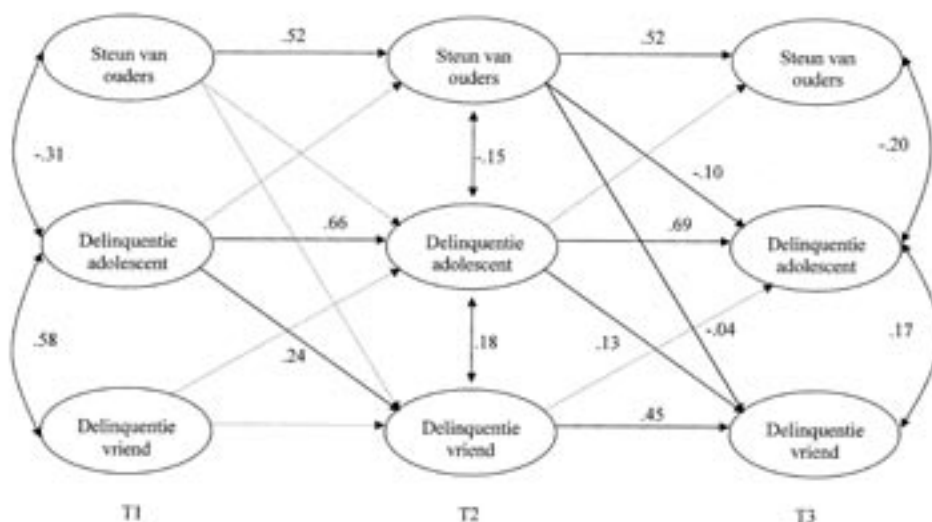 .52
.52
Steun van
ouders
Steun van
ouders
Steun van
ouders
-.31
-.15
-.10
-.20
.66
.69
Delinquentie
adolescent
Delinquentie
adolescent
Delinquentie
adolescent
.58
.24
.18
.13
-.04
.17
.45
Delinquentie
vriend
Delinquentie
vriend
Delinquentie
vriend
T1
T2
T3